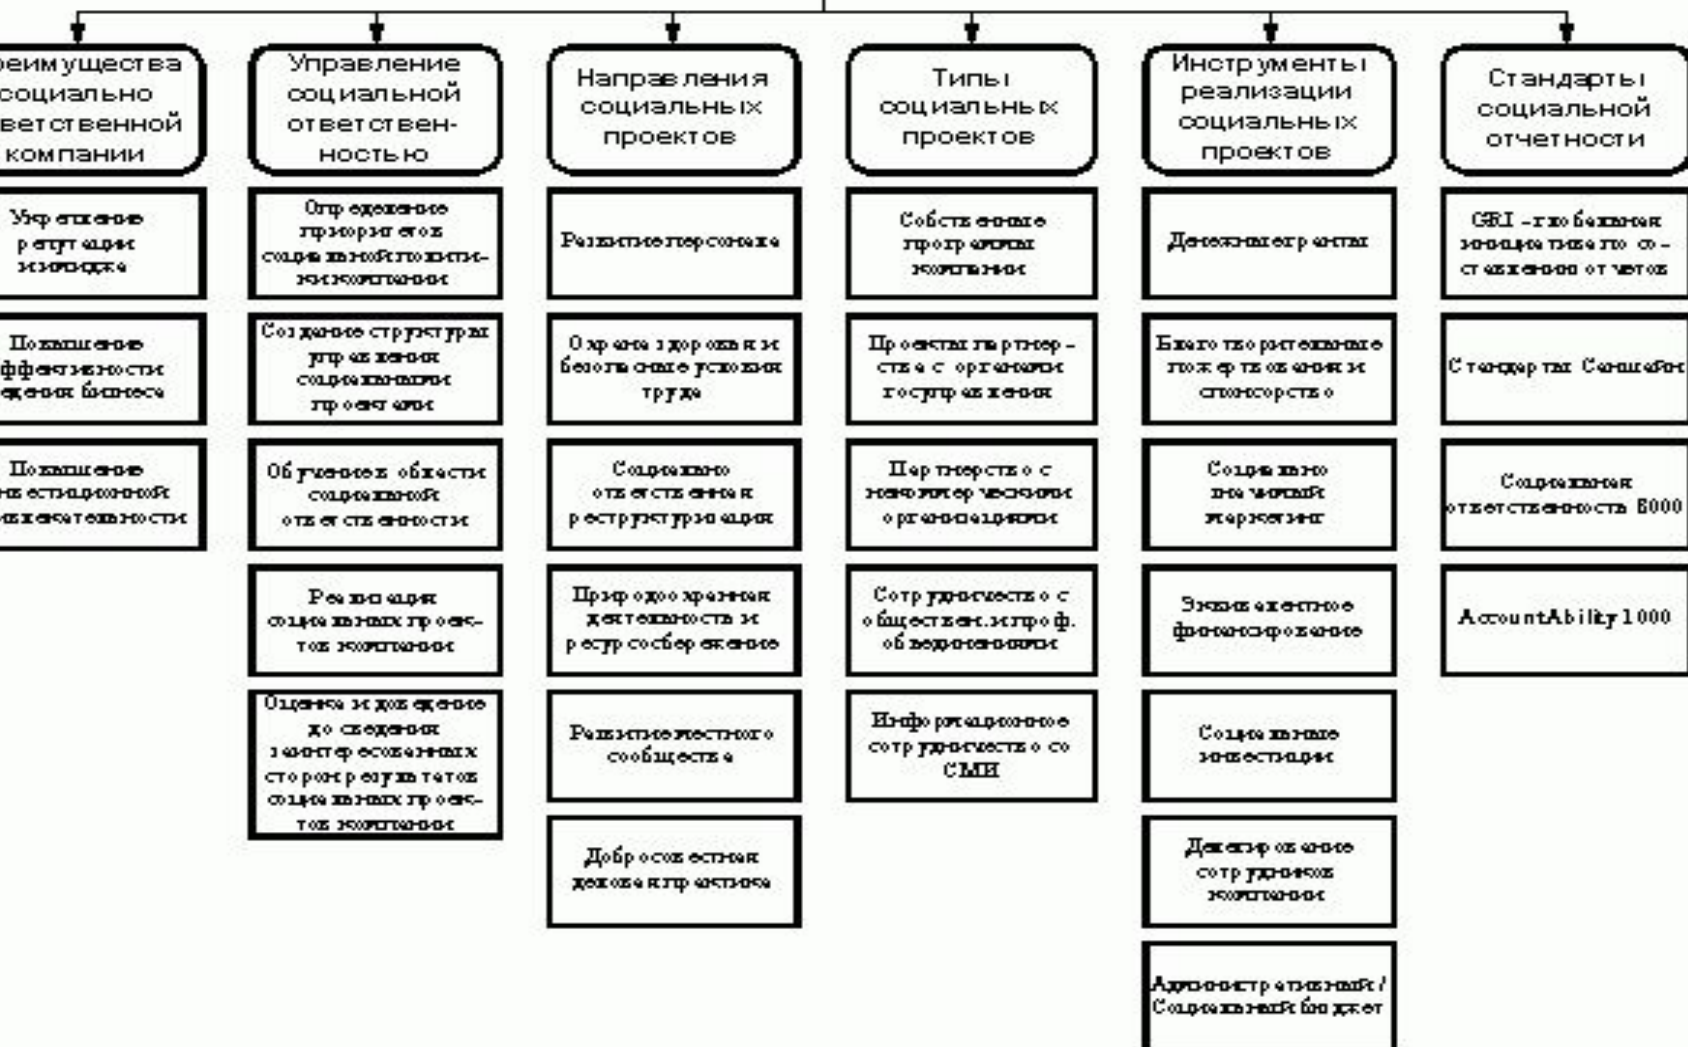 реимущества
социально
ветственной
компании
Укрепление
репутации
и имиджа
Повышение
ффективности
едения бизнеса
Повышение
нвестиционной
ивлекательности
Управление
социальной
ответствен-
ностью
Определение
приоритетов
социальной полити-
ки компании
Создание структуры
управления
социальными
проектами
Обучение в области
социальной
ответственности
Реализация
социальных проек-
тов компании
Оценка и доведение
до сведения
заинтересованных
сторон результатов
социальных проек-
тов компании
Направления
социальных
проектов
Развитие персонала
Охрана здоровья и
безопасные условия
труда
Социально
ответственная
реструктуризация
Природоохранная
деятельность и
ресурсосбережение
Развитие местного
сообщества
Добросовестная
деловая практика
Типы
социальных
проектов
Собственные
программы
компании
Проекты партнер-
ства с органами
госуправления
Партнерство с
некоммерческими
организациями
Сотрудничество с
обществен. и проф.
объединениями
Информационное
сотрудничество со
СМИ
Инструменты
реализации
социальных
проектов
Денежные гранты
Благотворительные
пожертвования и
спонсорство
Социально
значимый
маркетинг
Эквивалентное
финансирование
Социальные
инвестиции
Делегирование
сотрудников
компании
Административный /
Социальный бюджет
Стандарты
социальной
отчетности
GRI - глобальная
инициатива по со-
ставлению отчетов
Стандарты Саншайн
Социальная
ответственность 8000
AccountAbility 1000